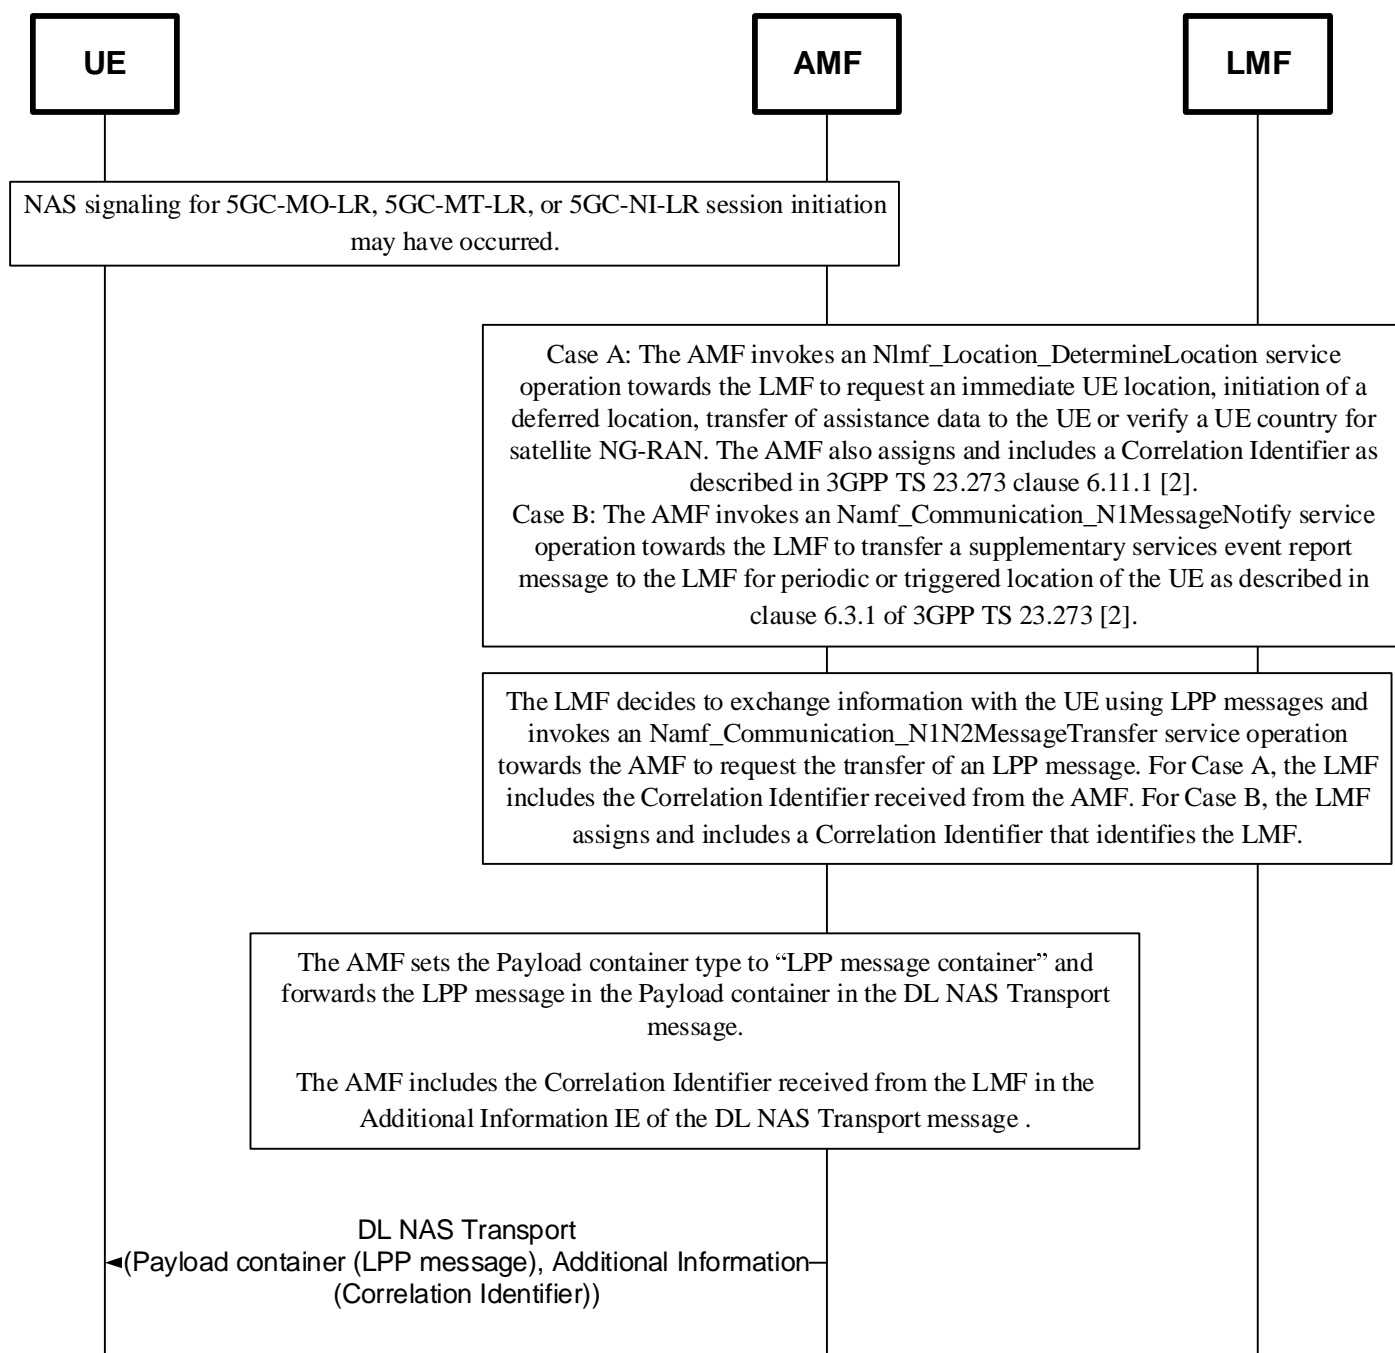 UE
AMF
LMF
NAS signaling for 5GC-MO-LR, 5GC-MT-LR, or 5GC-NI-LR session initiation
may have occurred.
Case A: The AMF invokes an Nlmf_Location_DetermineLocation service
operation towards the LMF to request an immediate UE location, initiation of a
deferred location, transfer of assistance data to the UE or verify a UE country for
satellite NG-RAN. The AMF also assigns and includes a Correlation Identifier as
described in 3GPP TS 23.273 clause 6.11.1 [2].
Case B: The AMF invokes an Namf_Communication_N1MessageNotify service
operation towards the LMF to transfer a supplementary services event report
message to the LMF for periodic or triggered location of the UE as described in
clause 6.3.1 of 3GPP TS 23.273 [2].
The LMF decides to exchange information with the UE using LPP messages and
invokes an Namf_Communication_N1N2MessageTransfer service operation
towards the AMF to request the transfer of an LPP message. For Case A, the LMF
includes the Correlation Identifier received from the AMF. For Case B, the LMF
assigns and includes a Correlation Identifier that identifies the LMF.
The AMF sets the Payload container type to “LPP message container” and
forwards the LPP message in the Payload container in the DL NAS Transport
message.
The AMF includes the Correlation Identifier received from the LMF in the
Additional Information IE of the DL NAS Transport message .
DL NAS Transport
(Payload container (LPP message), Additional Information
(Correlation Identifier))